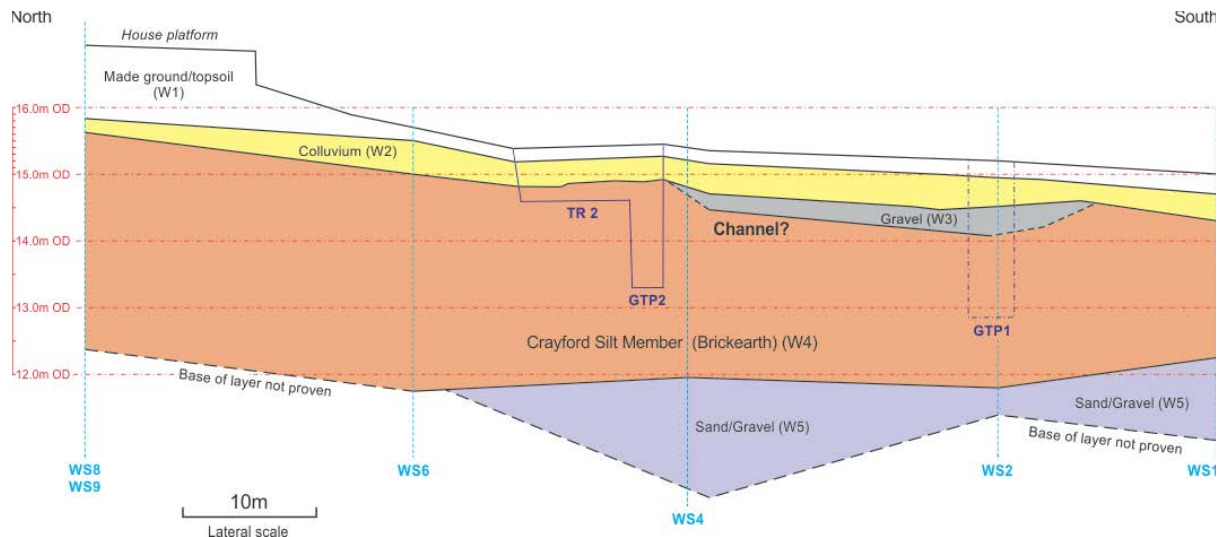 North
South
House platform
Made ground/topsoil
(W1)
16.0m OD
Colluvium (W2)
15.0m OD
TR 2
Gravel (W3)
Channel?
14.0m OD
GTP2
13.0m OD
GTP1
Crayford Silt Member (Brickearth) (W4)
12.0m OD
Base of layer not proven
Sand/Gravel (W5)
Sand/Gravel (W5)
Base of layer not proven
WS8
WS9
WS6
WS2
WS1
10m
WS4
Lateral scale